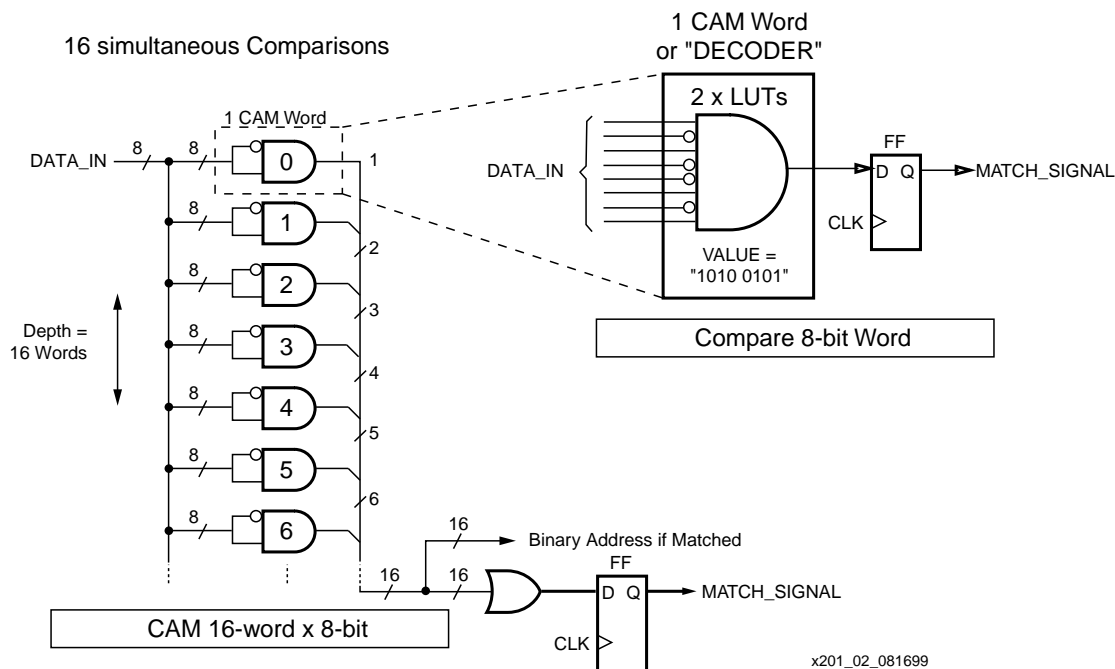 16 simultaneous Comparisons
1 CAM Word
or "DECODER"
2 x LUTs
1 CAM Word
DATA_IN
8
8
0
1
DATA_IN
FF
D Q
MATCH_SIGNAL
CLK
VALUE =
"1010 0101"
8
1
2
8
2
3
Depth =
16 Words
8
3
4
Compare 8-bit Word
8
4
5
8
5
6
8
6
16
Binary Address if Matched
16
16
FF
D Q
MATCH_SIGNAL
CLK
CAM 16-word x 8-bit
x201_02_081699